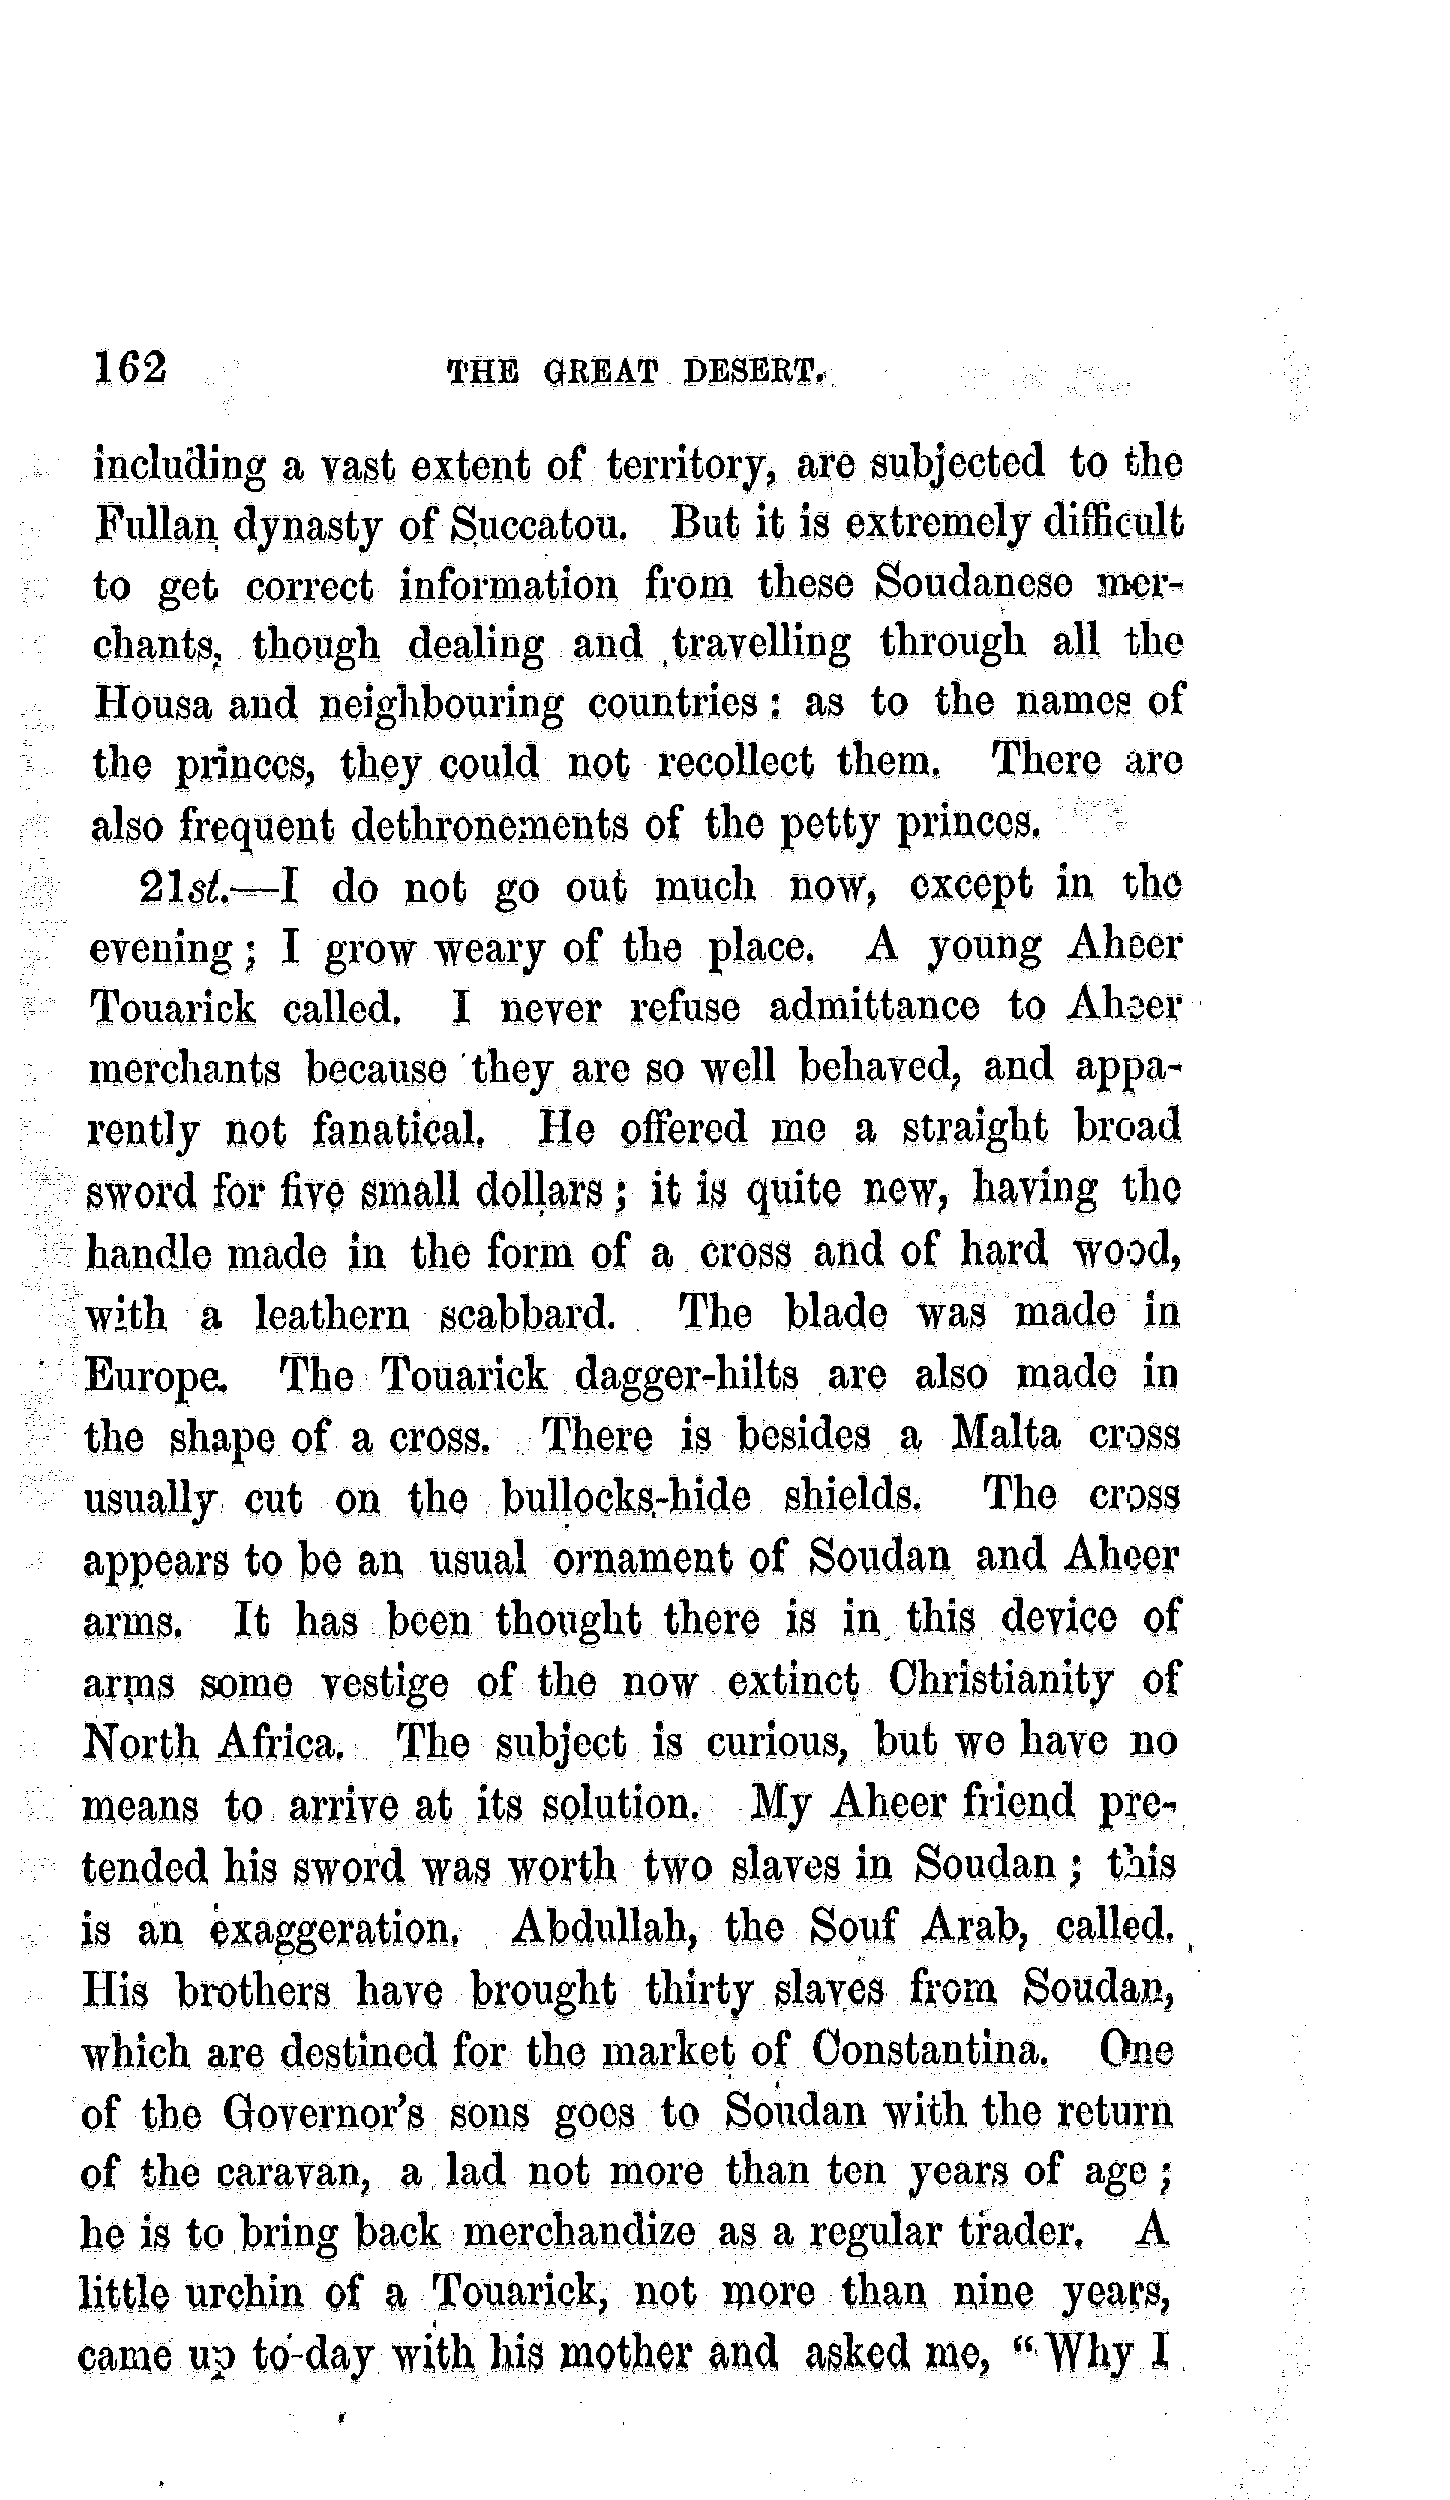 162 THE GREAT DESERT.
including a vast extent of territory, are subjected to the
Fullan dynasty of Succatou. But it is extremely difficult
to get correct information from these Soudanese mer-
chants, though dealing and travelling through all the
Housa and neighbouring countries: as to the names of
the princes, they could not recollect them. There are
also frequent dethronements of the petty princes.
21st.—I do not go out much now, except in the
evening; I grow weary of the place. A young Aheer
Touarick called. I never refuse admittance to Aheer
merchants because they are so well behaved, and appa-
rently not fanatical. He offered me a straight broad
sword for five small dollars; it is quite new, having the
handle made in the form of a cross and of hard wood,
with a leathern scabbard. The blade was made in
Europe. The Touarick dagger-hilts are also made in
the shape of a cross. There is besides a Malta cross
usually cut on the bullocks-hide shields. The cross
appears to be an usual ornament of Soudan and Aheer
arms. It has been thought there is in this device of
arms some vestige of the now extinct Christianity of
North Africa. The subject is curious, but we have no
means to arrive at its solution. My Aheer friend pre-
tended his sword was worth two slaves in Soudan; this
is an exaggeration. Abdullah, the Souf Arab, called.
His brothers have brought thirty slaves from Soudan,
which are destined for the market of Constantina. One
of the Governor's sons goes to Soudan with the return
of the caravan, a lad not more than ten years of age;
he is to bring back merchandize as a regular trader. A
little urchin of a Touarick, not more than nine years,
came up to-day with his mother and asked me, "Why I